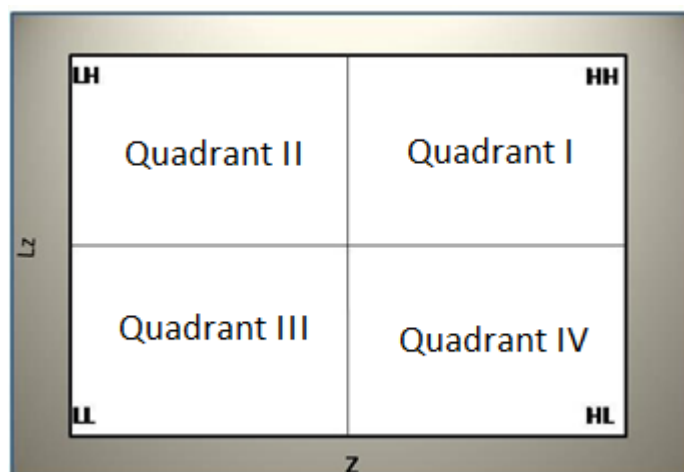 LH
HH
Quadrant II
Quadrant I
Lz
Quadrant III
Quadrant IV
LL
HL
Z